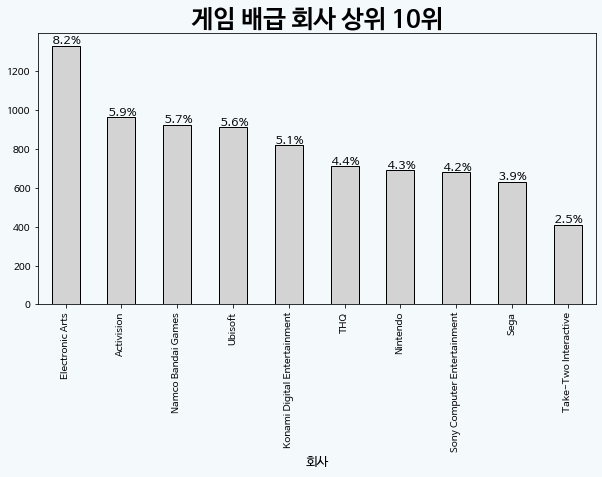 게임 배급 회사 상위 10위
8.2%
5.9%
5.7%
5.6%
5.1%
4.4%
4.3%
4.2%
3.9%
2.5%
1200
1000
800
600
400
200
0
Electronic Arts
Activision
Namco Bandai Games
Ubisoft
Konami Digital Entertainment
THQ
Nintendo
Sony Computer Entertainment
Sega
Take-Two Interactive
회사